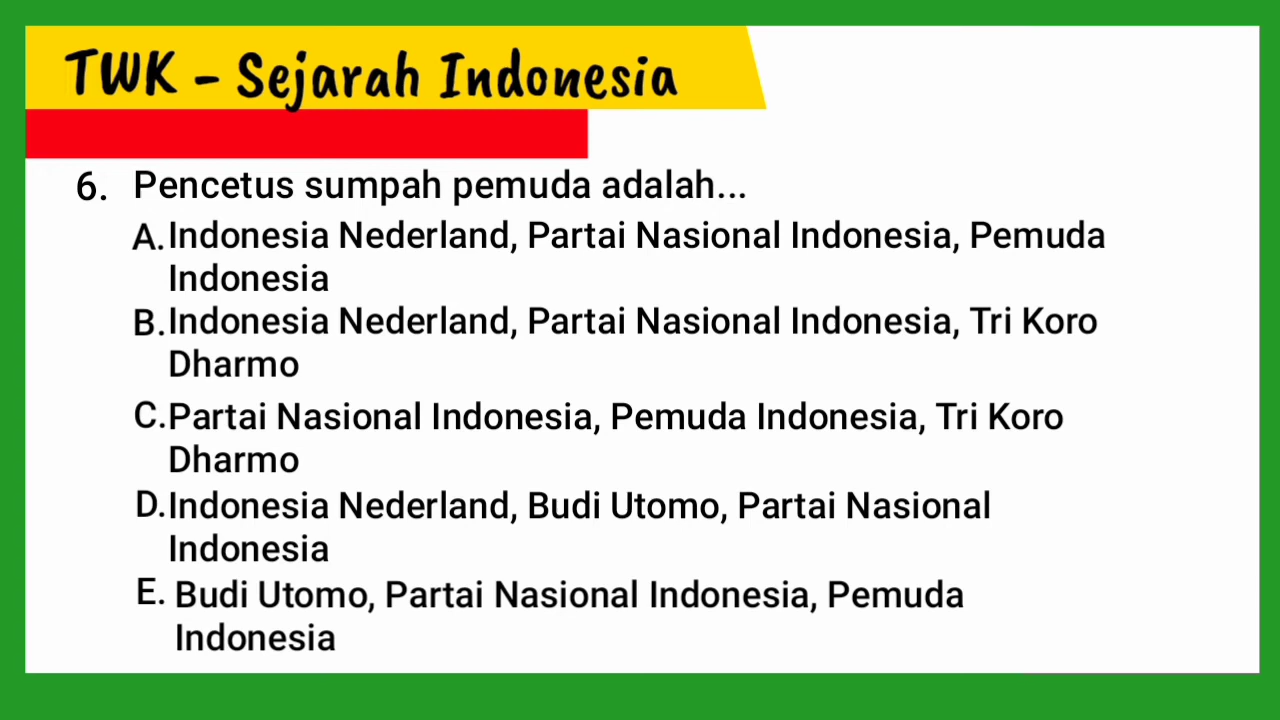 TWK - Sejarah Indonesia
6. Pencetus sumpah pemuda adalah...
A. Indonesia Nederland, Partai Nasional Indonesia, Pemuda
Indonesia
B. Indonesia Nederland, Partai Nasional Indonesia, Tri Koro
Dharmo
C. Partai Nasional Indonesia, Pemuda Indonesia, Tri Koro
Dharmo
D. Indonesia Nederland, Budi Utomo, Partai Nasional
Indonesia
E. Budi Utomo, Partai Nasional Indonesia, Pemuda
Indonesia